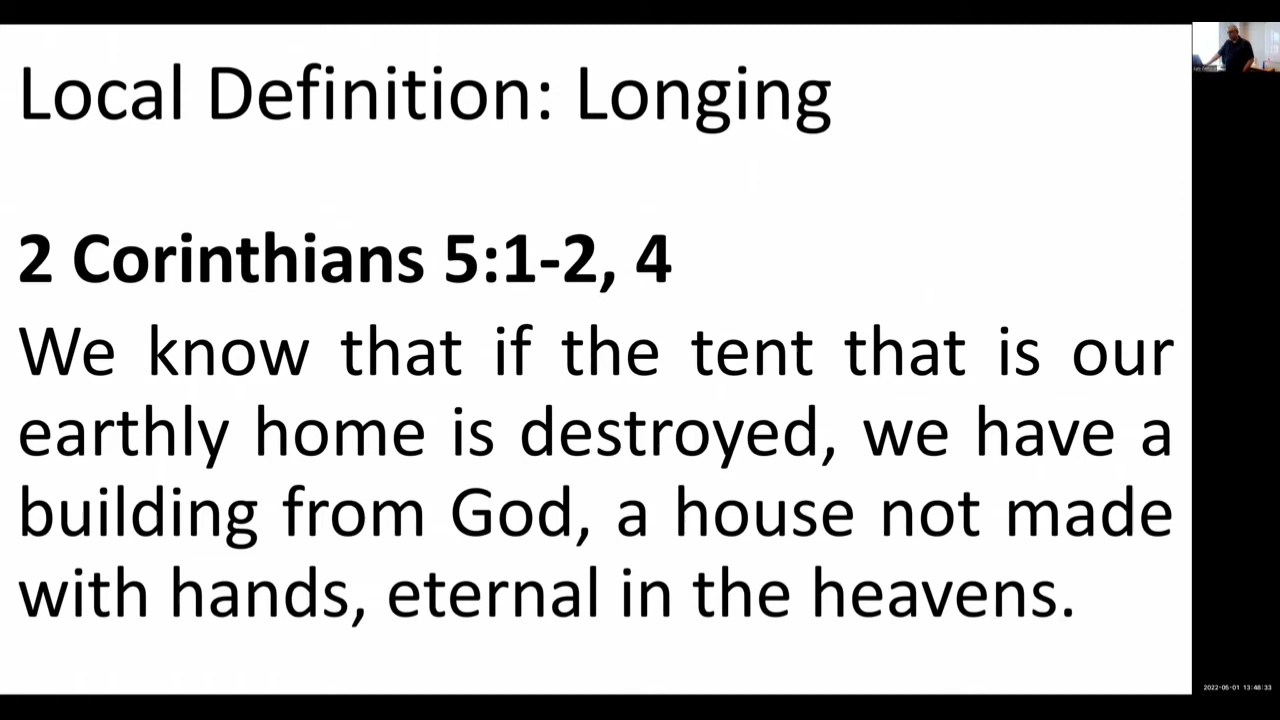 Local Definition: Longing
2 Corinthians 5:1-2, 4
We know that if the tent that is our
earthly home is destroyed, we have a
building from God, a house not made
with hands, eternal in the heavens.
2022-05-01 13:48:33